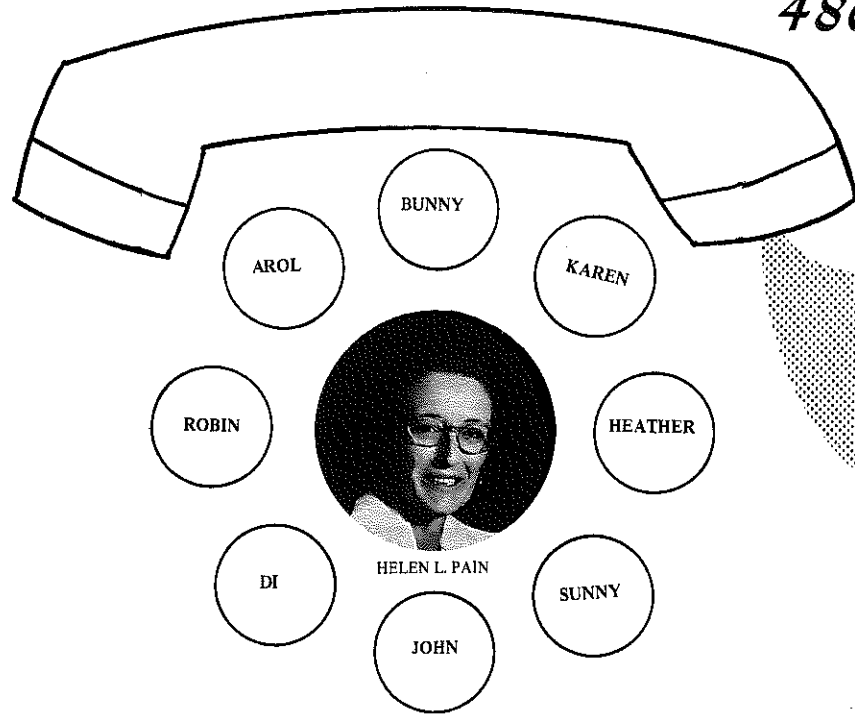 BUNNY
AROL
KAREN
ROBIN
HEATHER
HELEN L. PAIN
DI
SUNNY
JOHN